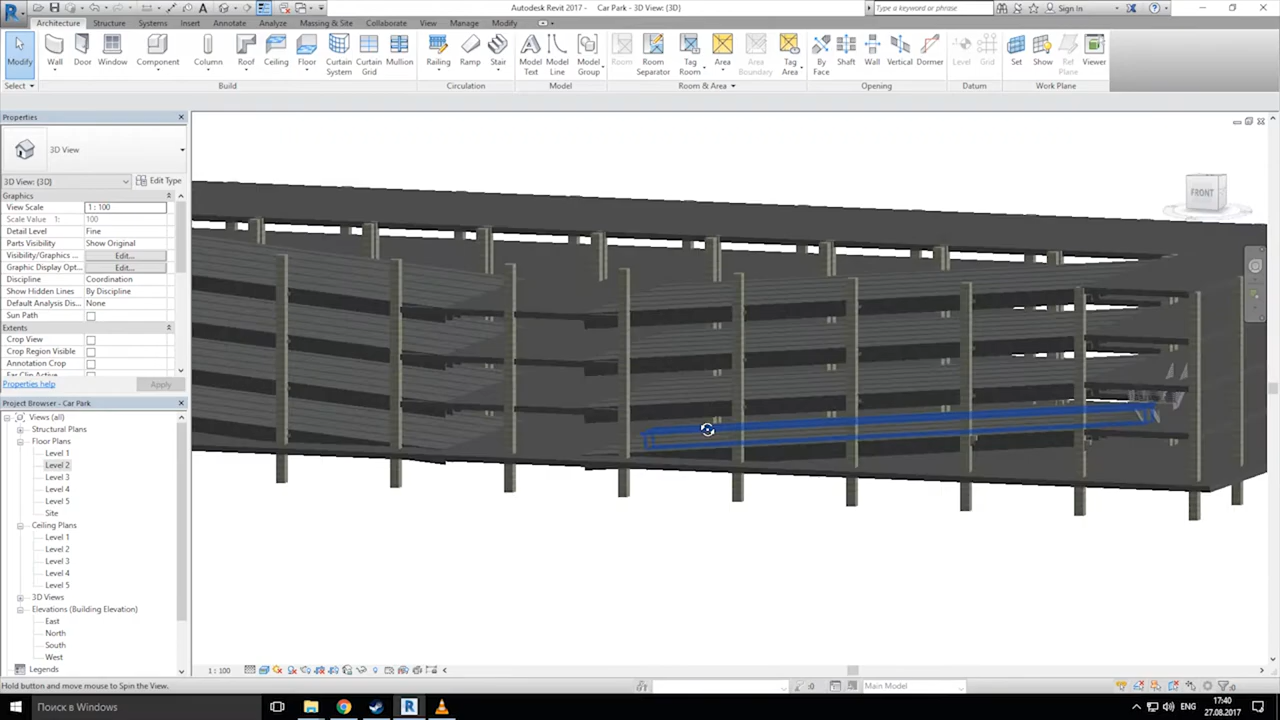 Autodesk Revit 2017 - Car Park - 3D View: {3D}
Type a keyword or phrase
Sign In
Architecture Structure Systems Insert Annotate Analyze Massing & Site Collaborate View Manage Modify
Modify Wall Door Window Component Column Roof Ceiling Floor Curtain System Curtain Grid Mullion Railing Ramp Stair Model Text Model Line Model Group Room Room Separator Tag Room Area Area Boundary Tag Area By Face Shaft Wall Vertical Dormer Level Grid Set Show Ref Plane Viewer
Select Build Circulation Model Room & Area Opening Datum Work Plane
Properties
3D View
3D View: {3D} Edit Type
Graphics
View Scale 1 : 100
Scale Value 1: 100
Detail Level Fine
Parts Visibility Show Original
Visibility/Graphics ... Edit...
Graphic Display Opt... Edit...
Discipline Coordination
Show Hidden Lines By Discipline
Default Analysis Dis... None
Sun Path
Extents
Crop View
Crop Region Visible
Annotation Crop
Far Clip Active
Properties help Apply
Project Browser - Car Park
Views (all)
Structural Plans
Floor Plans
Level 1
Level 2
Level 3
Level 4
Level 5
Site
Ceiling Plans
Level 1
Level 2
Level 3
Level 4
Level 5
3D Views
Elevations (Building Elevation)
East
North
South
West
Legends
FRONT
1 : 100
Hold button and move mouse to Spin the View.
:0
Main Model
:0
Поиск в Windows
ENG
17:40
27.08.2017